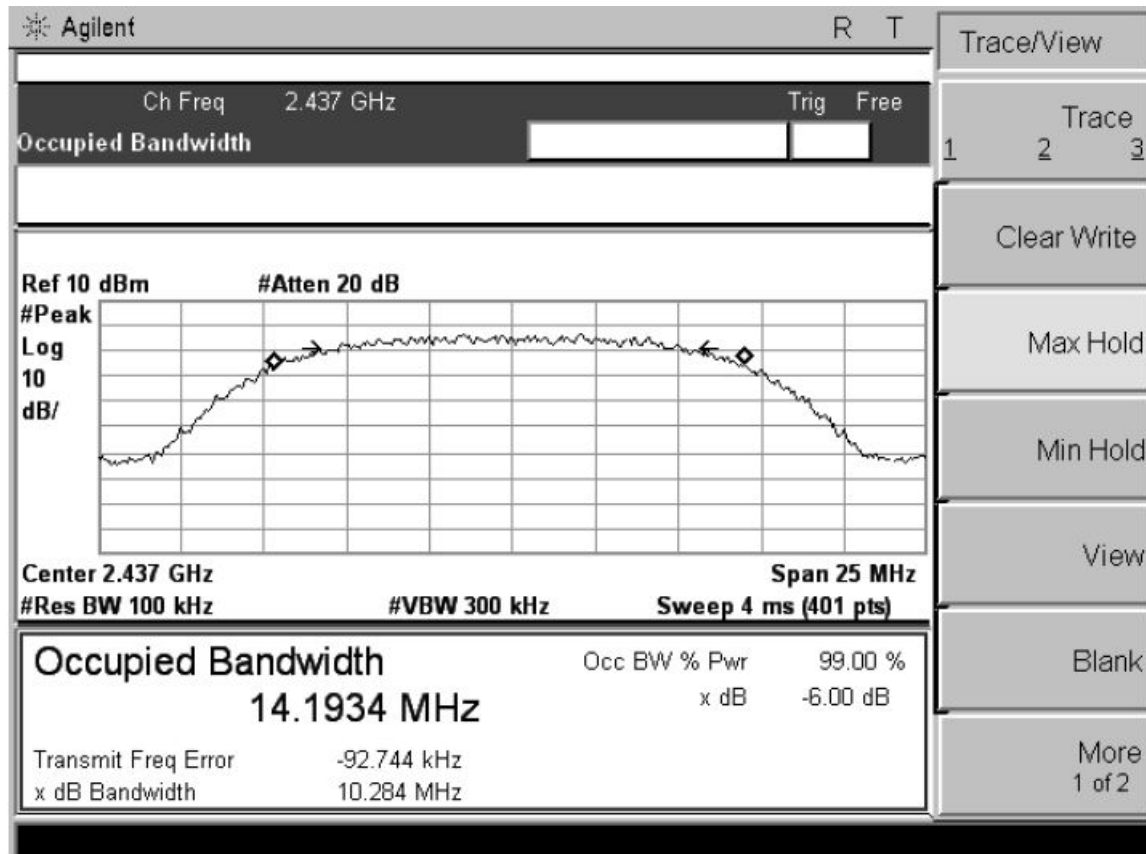 Agilent R T
Trace/View
Ch Freq 2.437 GHz Trig Free
Occupied Bandwidth
Trace
1 2 3
Clear Write
Ref 10 dBm #Atten 20 dB
#Peak
Log
10
dB/
Max Hold
Min Hold
Center 2.437 GHz Span 25 MHz
#Res BW 100 kHz #VBW 300 kHz Sweep 4 ms (401 pts)
View
Occupied Bandwidth Occ BW % Pwr 99.00 %
14.1934 MHz x dB -6.00 dB
Blank
Transmit Freq Error -92.744 kHz
x dB Bandwidth 10.284 MHz
More
1 of 2